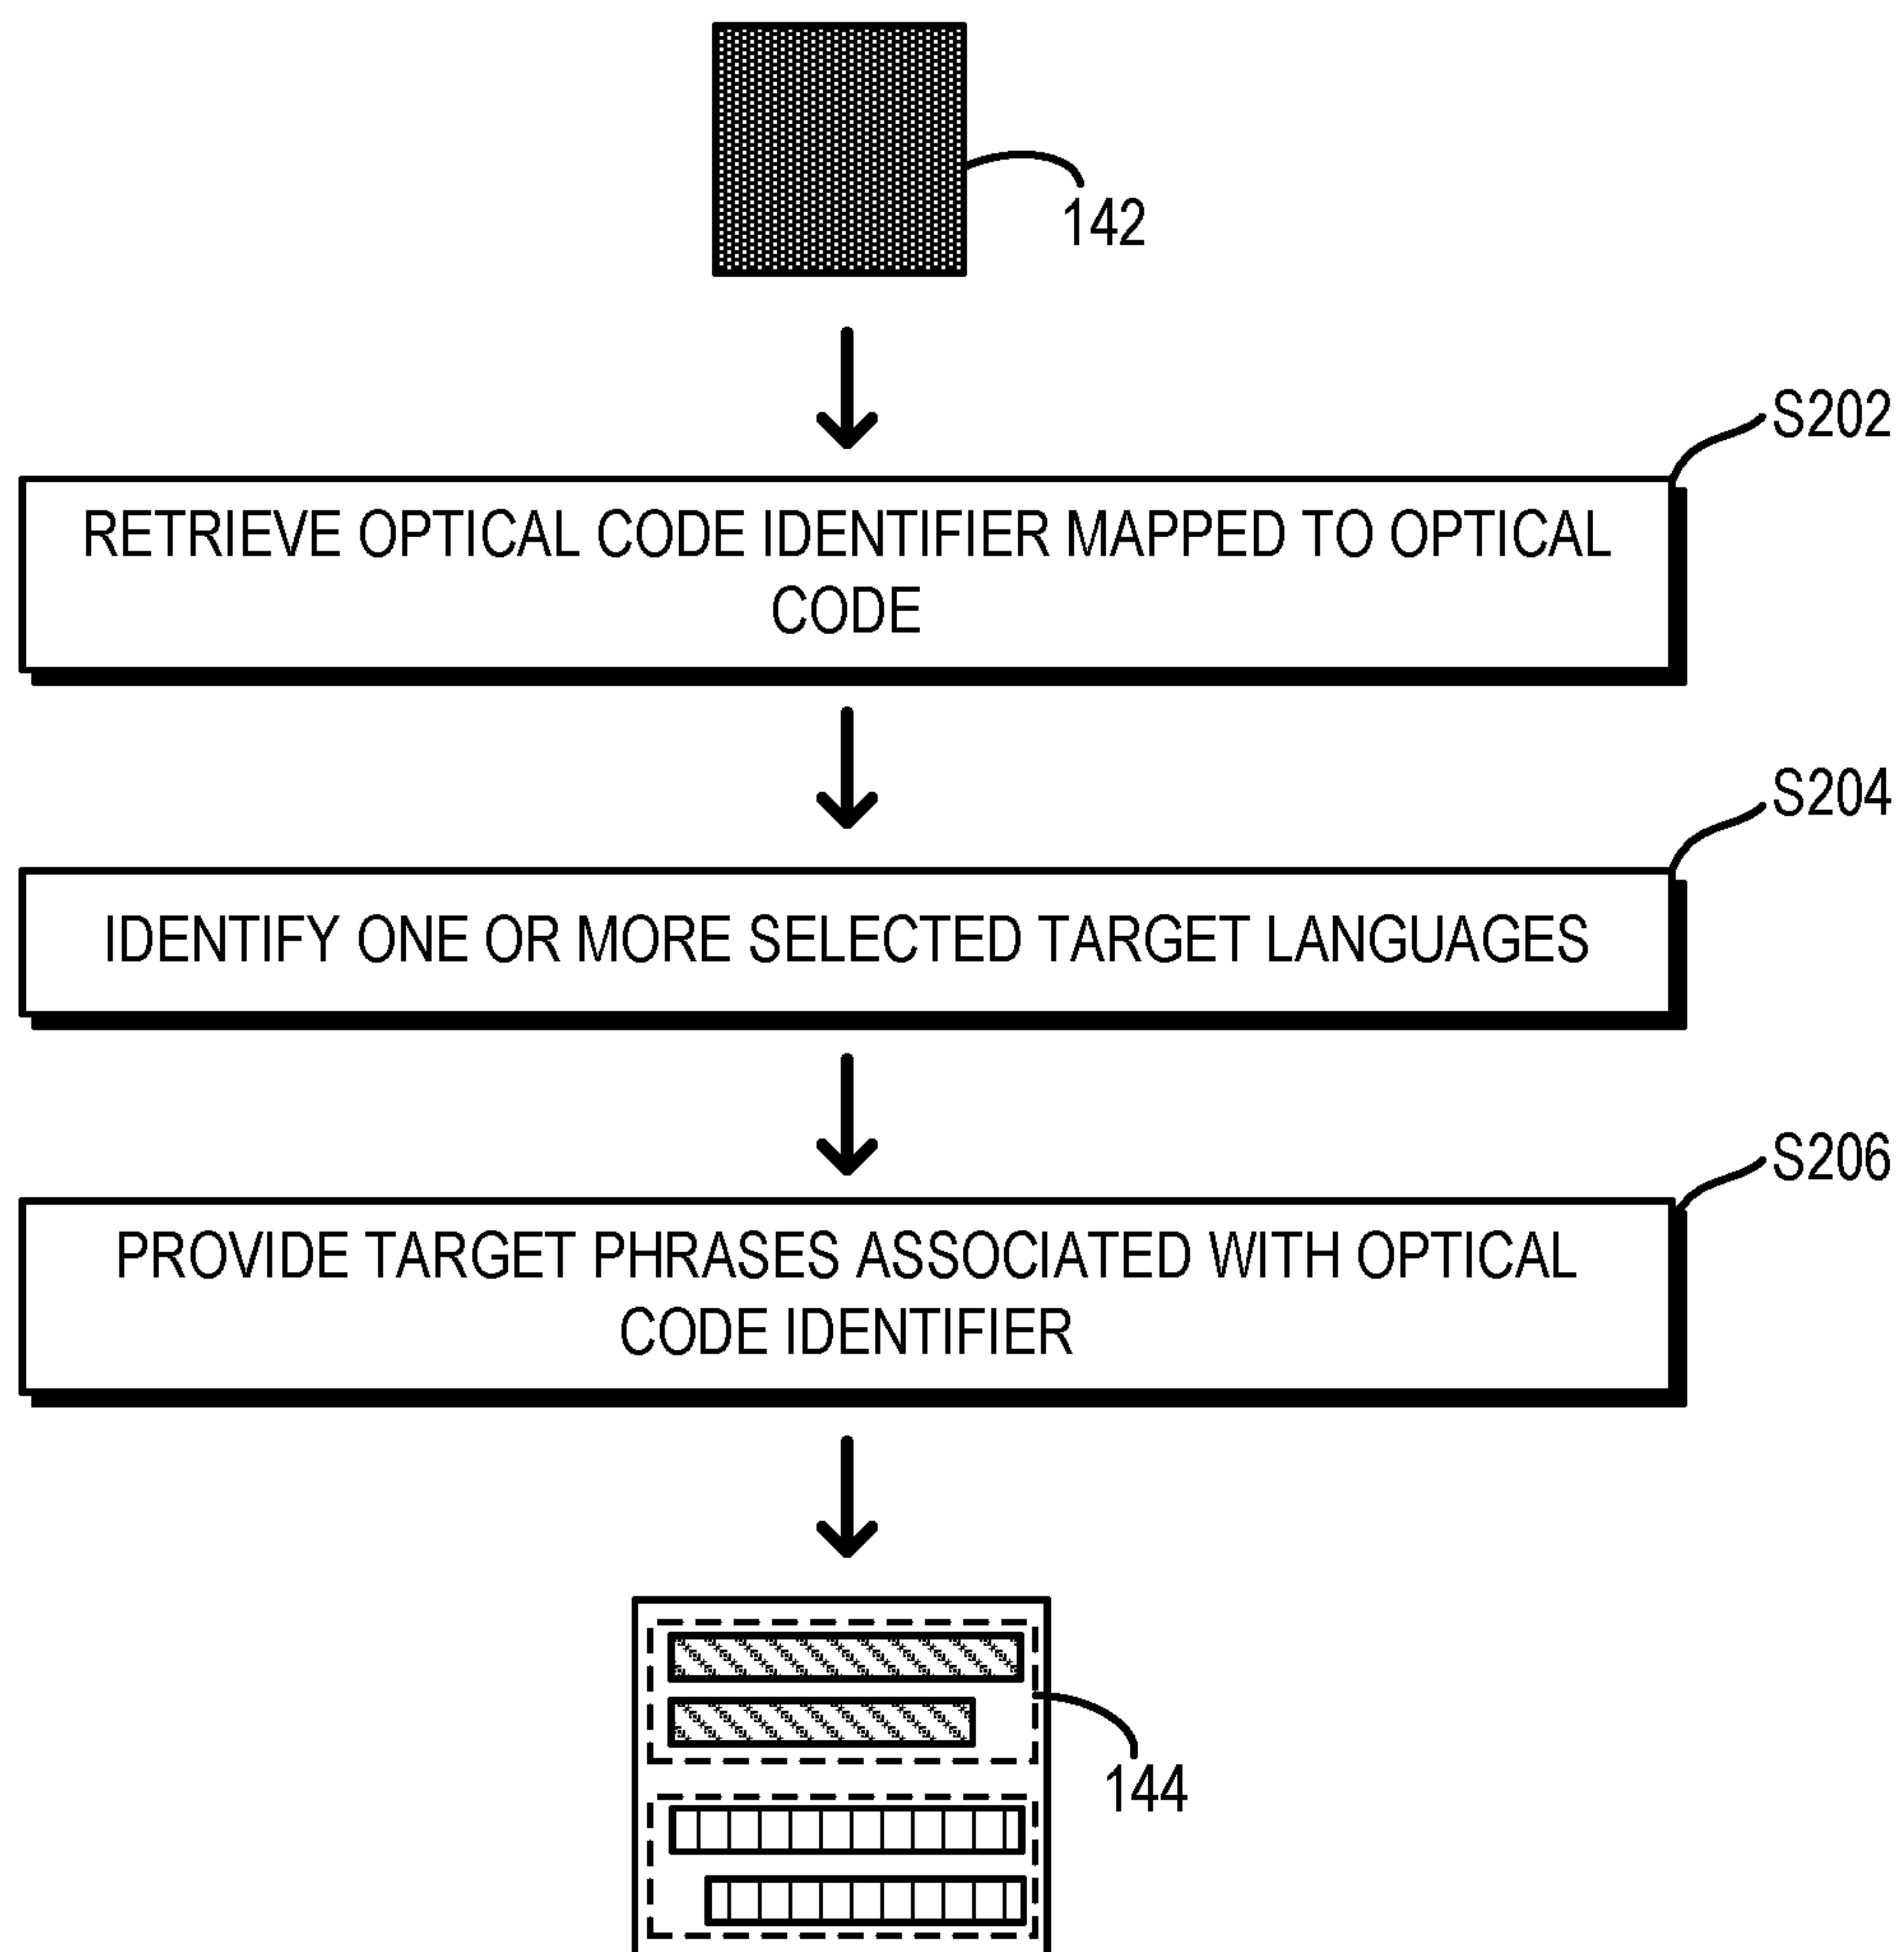 142
S202
RETRIEVE OPTICAL CODE IDENTIFIER MAPPED TO OPTICAL
CODE
S204
IDENTIFY ONE OR MORE SELECTED TARGET LANGUAGES
S206
PROVIDE TARGET PHRASES ASSOCIATED WITH OPTICAL
CODE IDENTIFIER
144